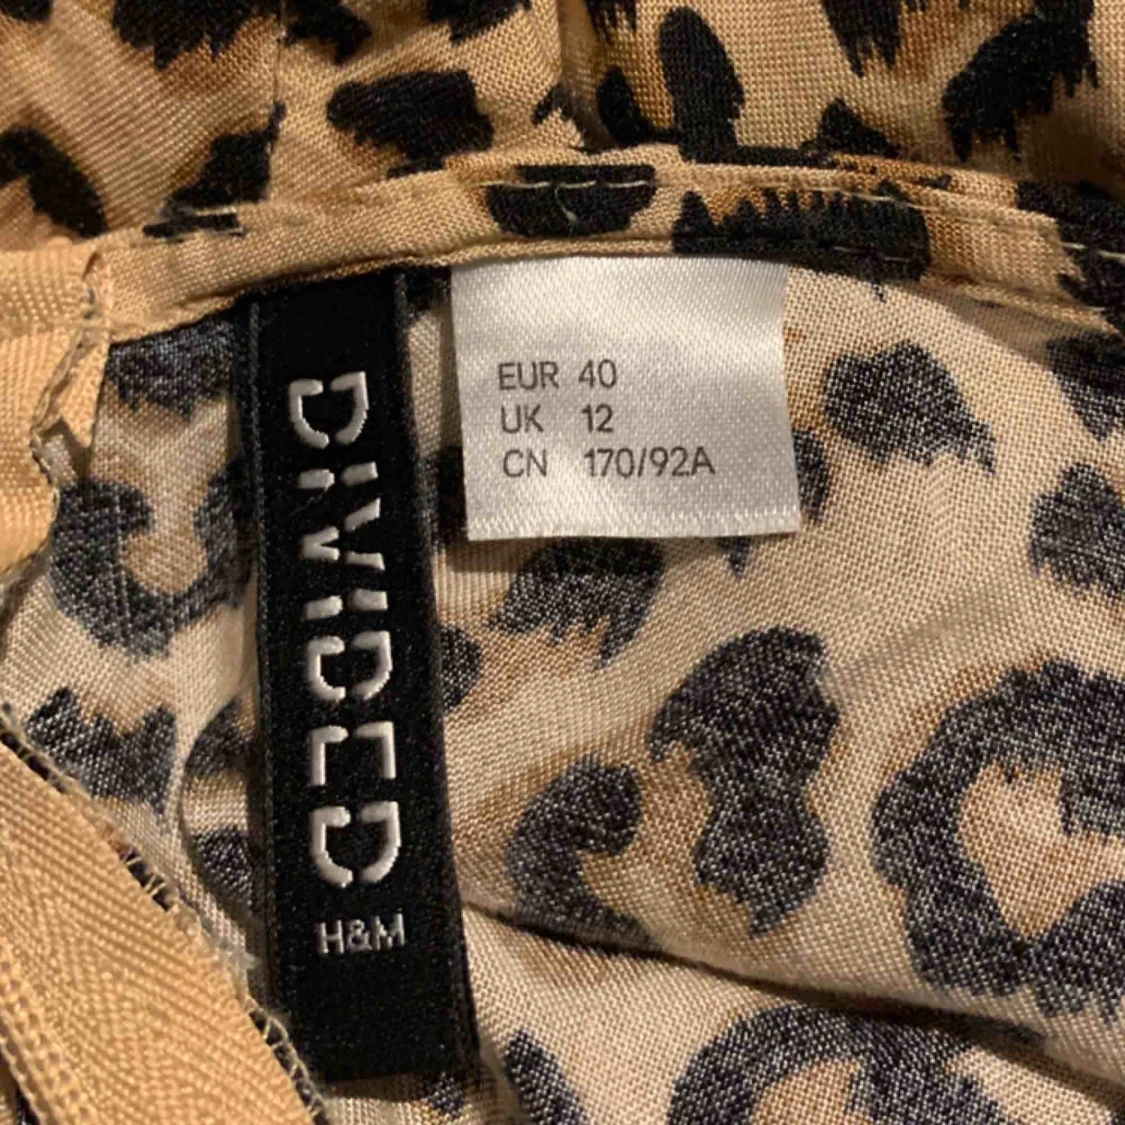 DIVIDED
H&M
EUR 40
UK 12
CN 170/92A